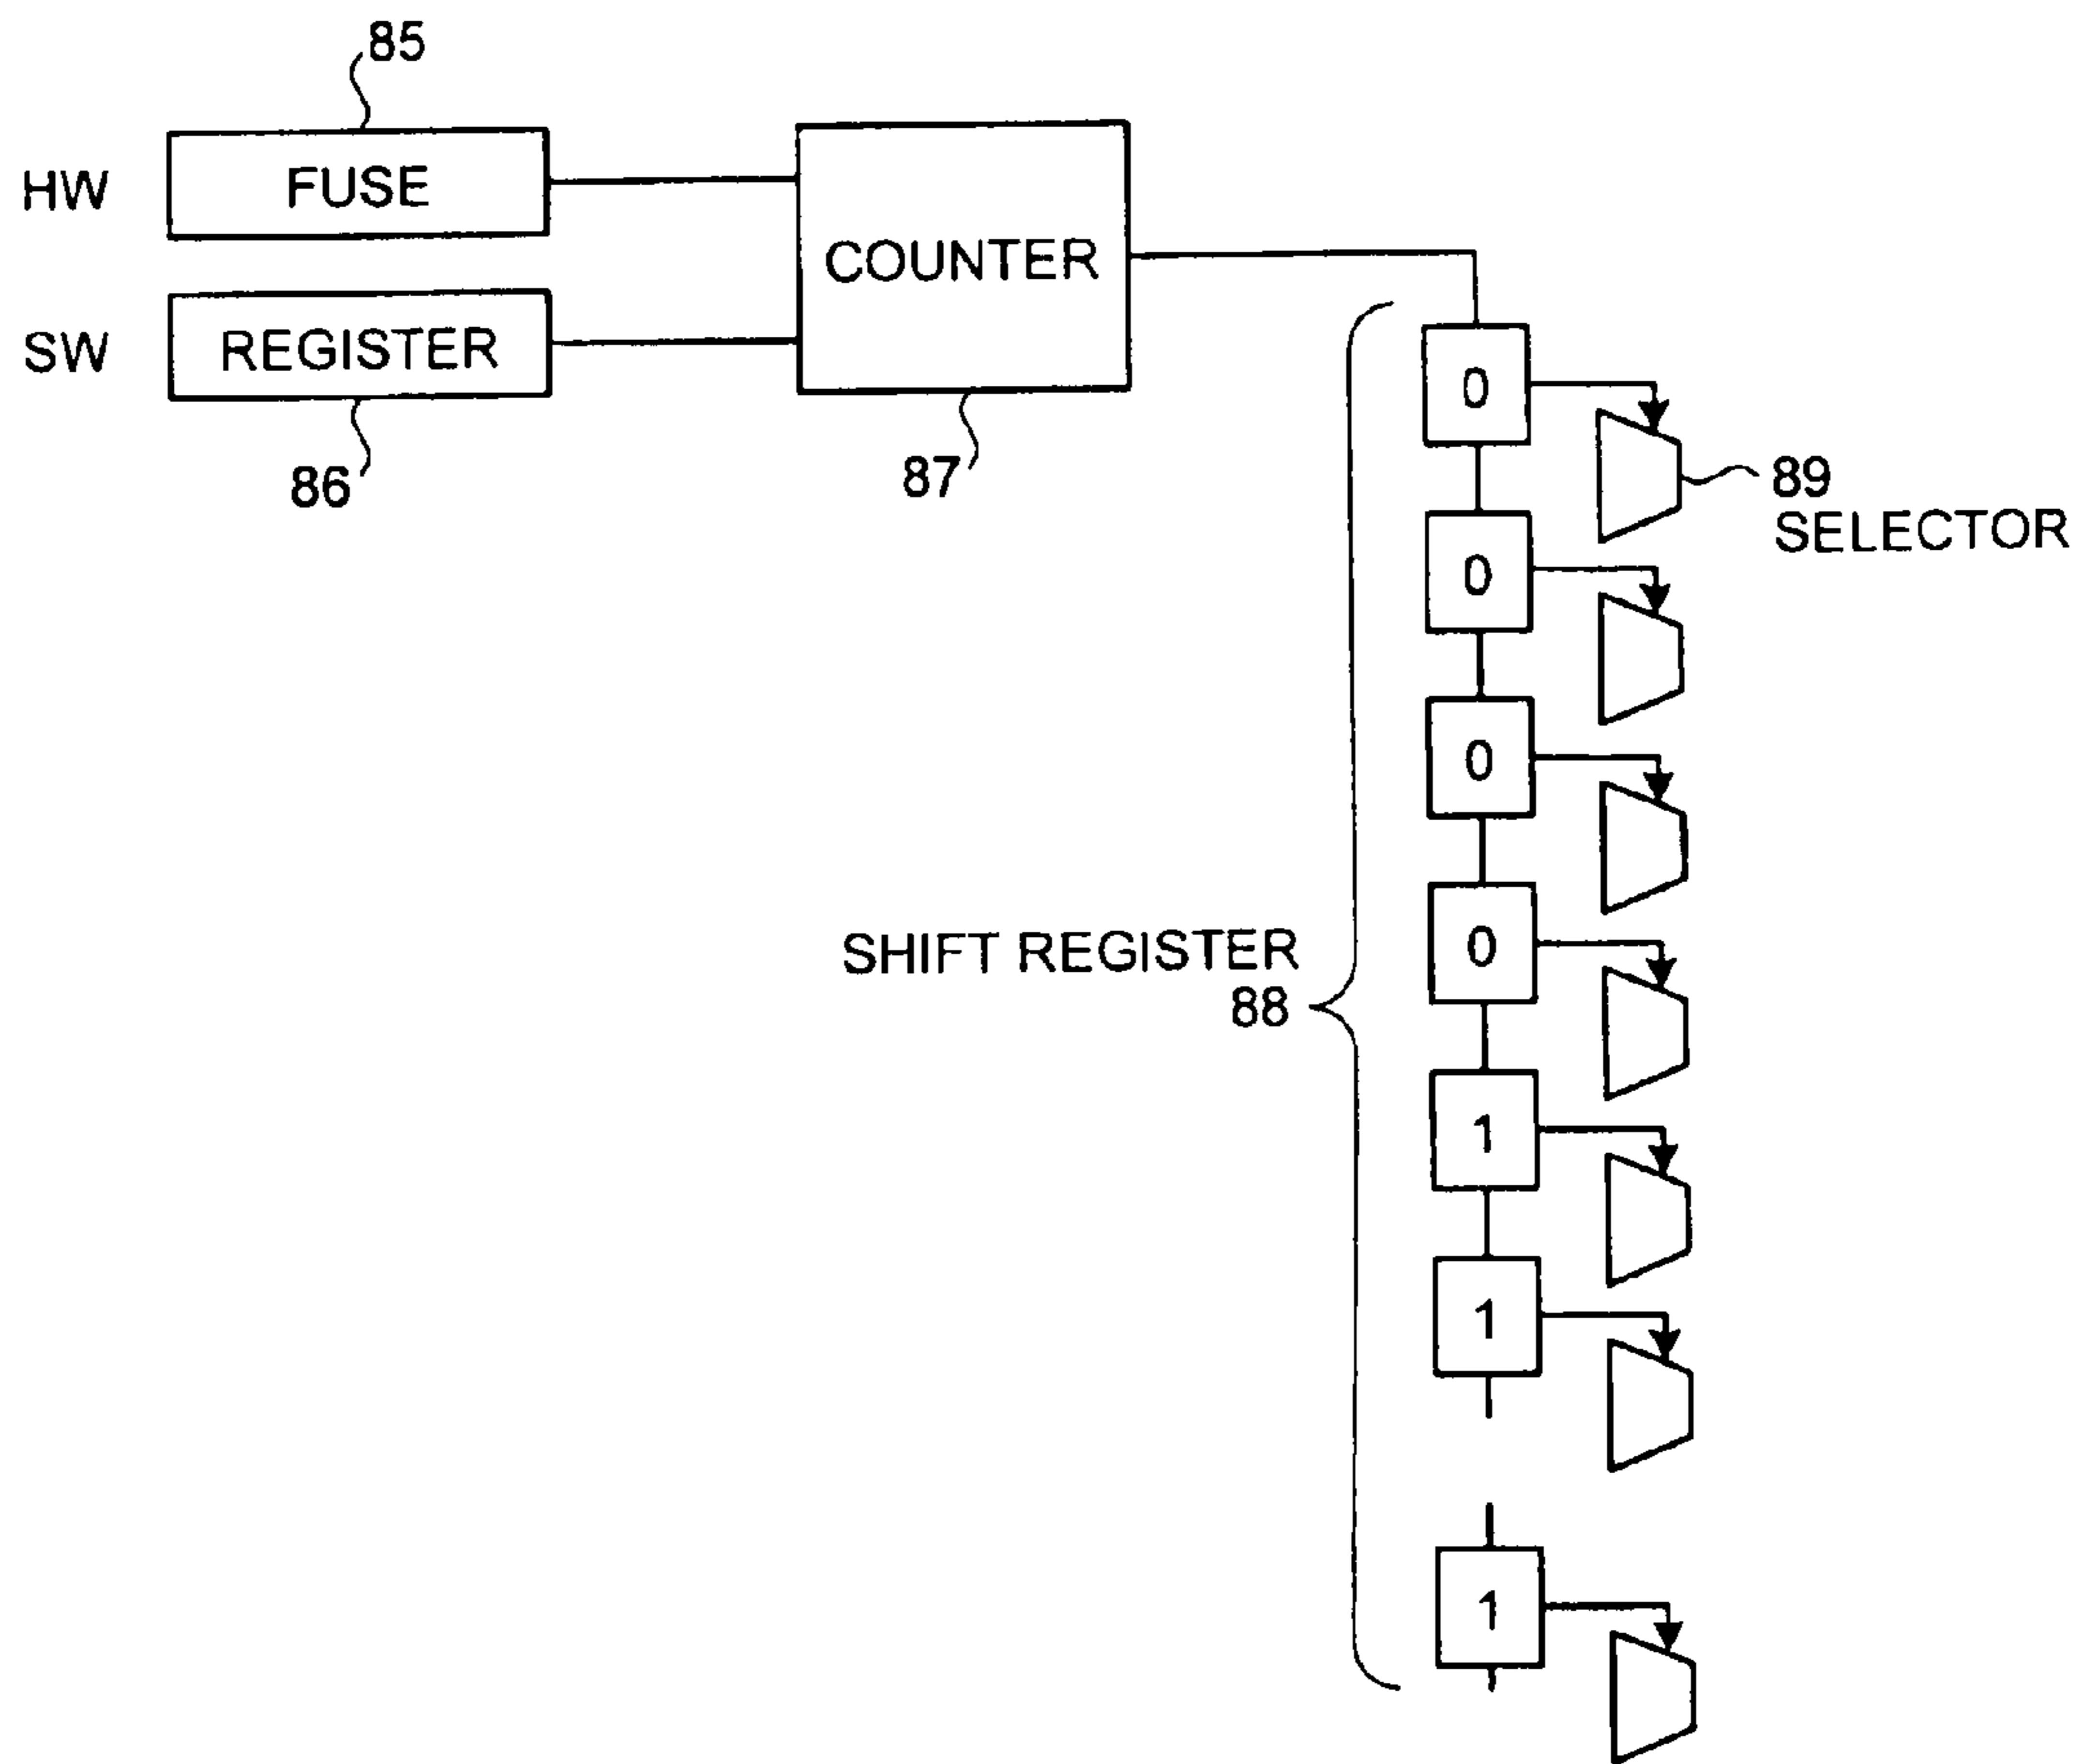 85
HW
FUSE
COUNTER
SW
REGISTER
86
87
0
89
SELECTOR
0
0
SHIFT REGISTER
88
0
1
1
1